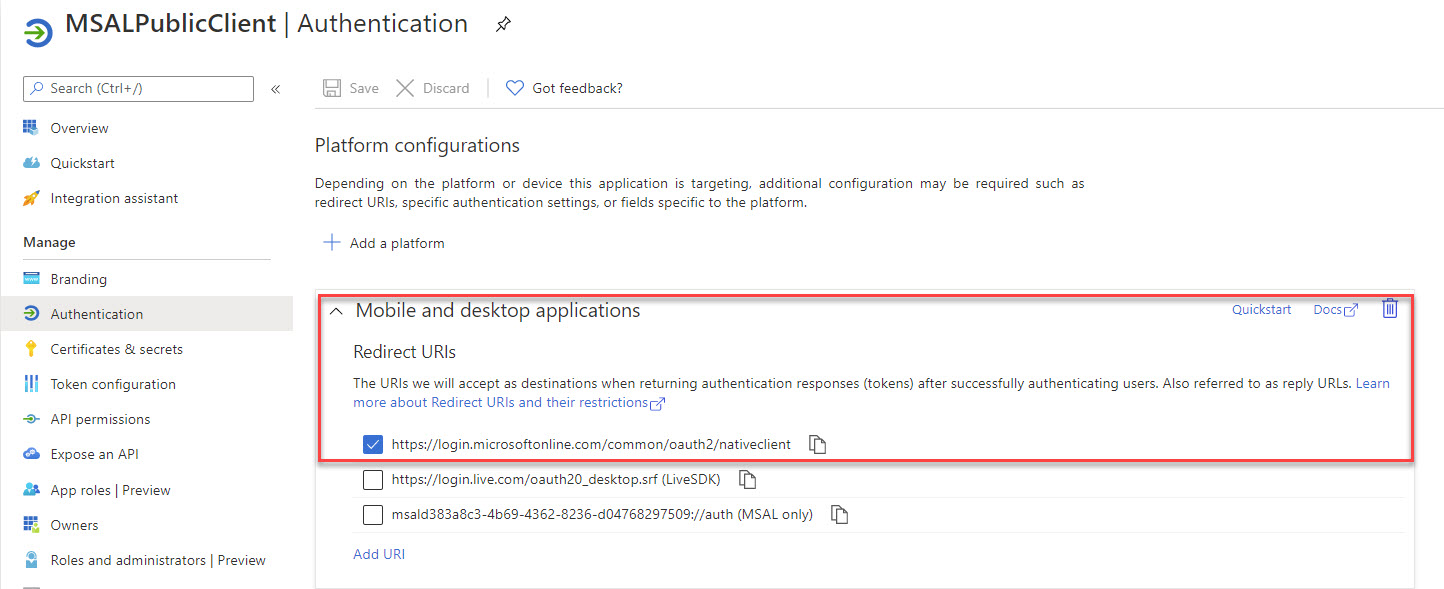 MSALPublicClient | Authentication
Search (Ctrl+/)
«
Save
Discard
Got feedback?
Overview
Quickstart
Integration assistant
Manage
Branding
Authentication
Certificates & secrets
Token configuration
API permissions
Expose an API
App roles | Preview
Owners
Roles and administrators | Preview
Platform configurations
Depending on the platform or device this application is targeting, additional configuration may be required such as
redirect URIs, specific authentication settings, or fields specific to the platform.
Add a platform
Mobile and desktop applications
Quickstart
Docs
Redirect URIs
The URIs we will accept as destinations when returning authentication responses (tokens) after successfully authenticating users. Also referred to as reply URLs. Learn
more about Redirect URIs and their restrictions
https://login.microsoftonline.com/common/oauth2/nativeclient
https://login.live.com/oauth20_desktop.srf (LiveSDK)
msald383a8c3-4b69-4362-8236-d04768297509://auth (MSAL only)
Add URI